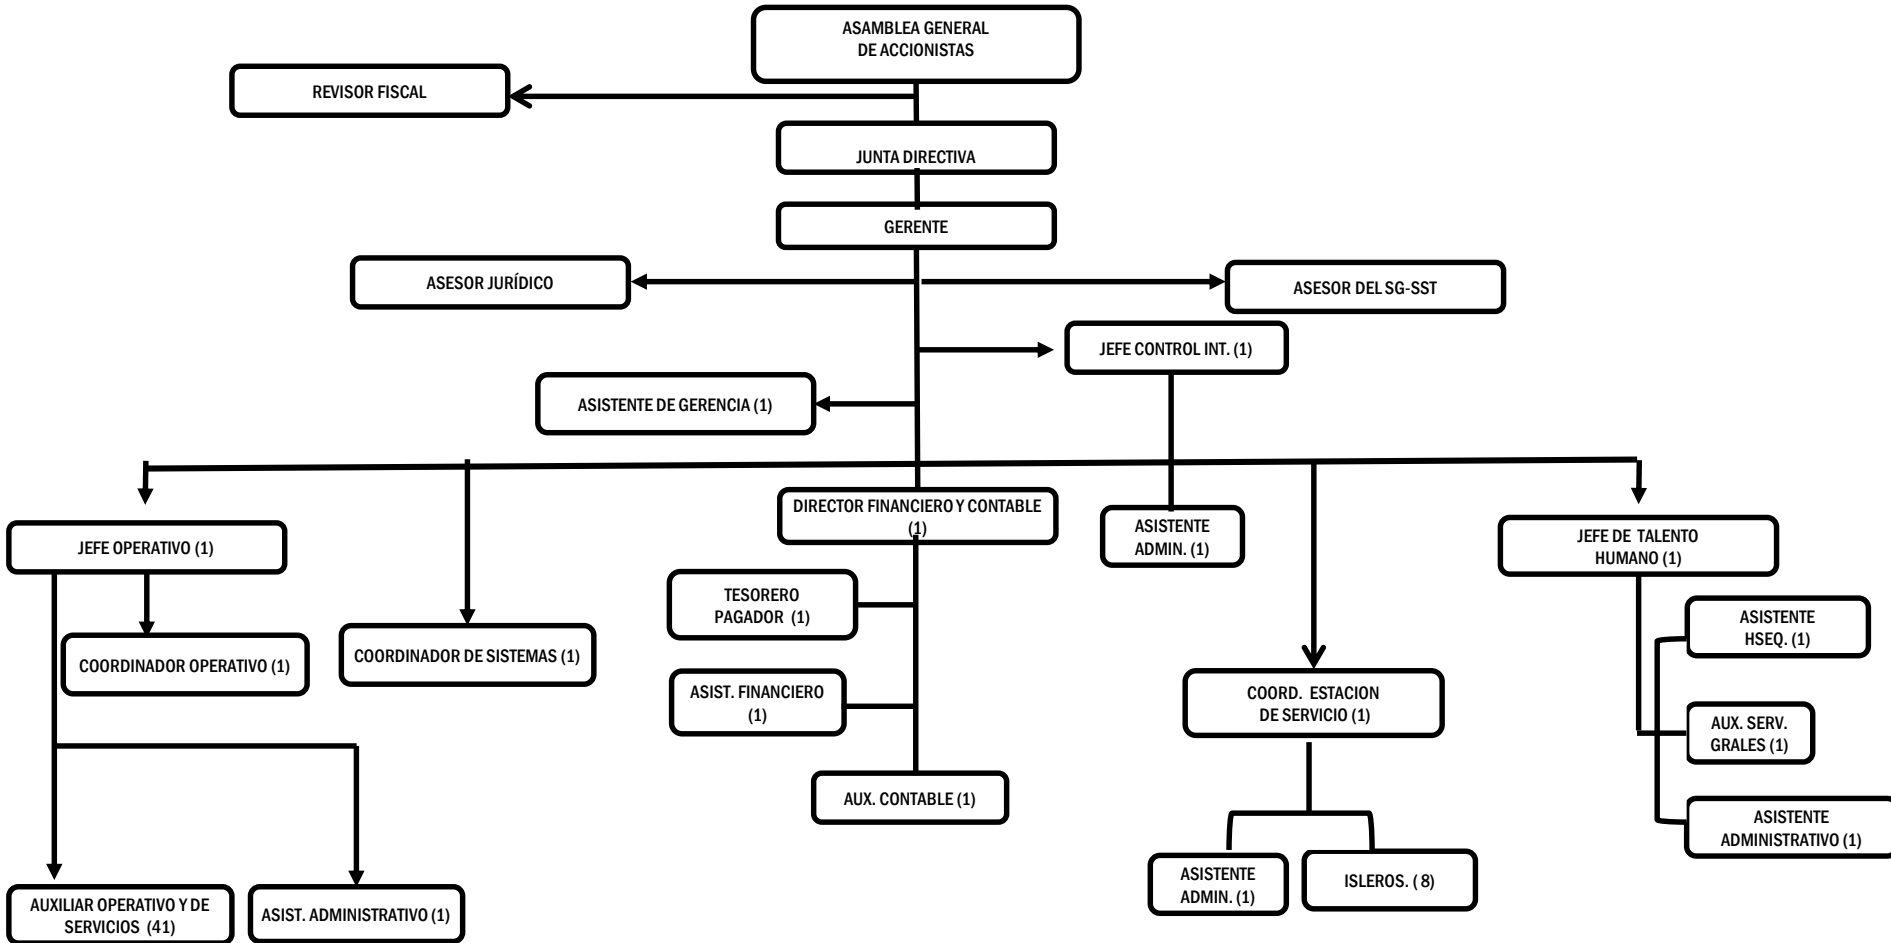 ASAMBLEA GENERAL
DE ACCIONISTAS
REVISOR FISCAL
JUNTA DIRECTIVA
GERENTE
ASESOR JURÍDICO
ASESOR DEL SG-SST
JEFE CONTROL INT. (1)
ASISTENTE DE GERENCIA (1)
DIRECTOR FINANCIERO Y CONTABLE
(1)
ASISTENTE
ADMIN. (1)
JEFE OPERATIVO (1)
JEFE DE TALENTO
HUMANO (1)
TESORERO
PAGADOR (1)
ASISTENTE
HSEQ. (1)
COORDINADOR OPERATIVO (1)
COORDINADOR DE SISTEMAS (1)
ASIST. FINANCIERO
(1)
COORD. ESTACION
DE SERVICIO (1)
AUX. SERV.
GRALES (1)
AUX. CONTABLE (1)
ASISTENTE
ADMINISTRATIVO (1)
ASISTENTE
ADMIN. (1)
ISLEROS. ( 8)
AUXILIAR OPERATIVO Y DE
SERVICIOS (41)
ASIST. ADMINISTRATIVO (1)